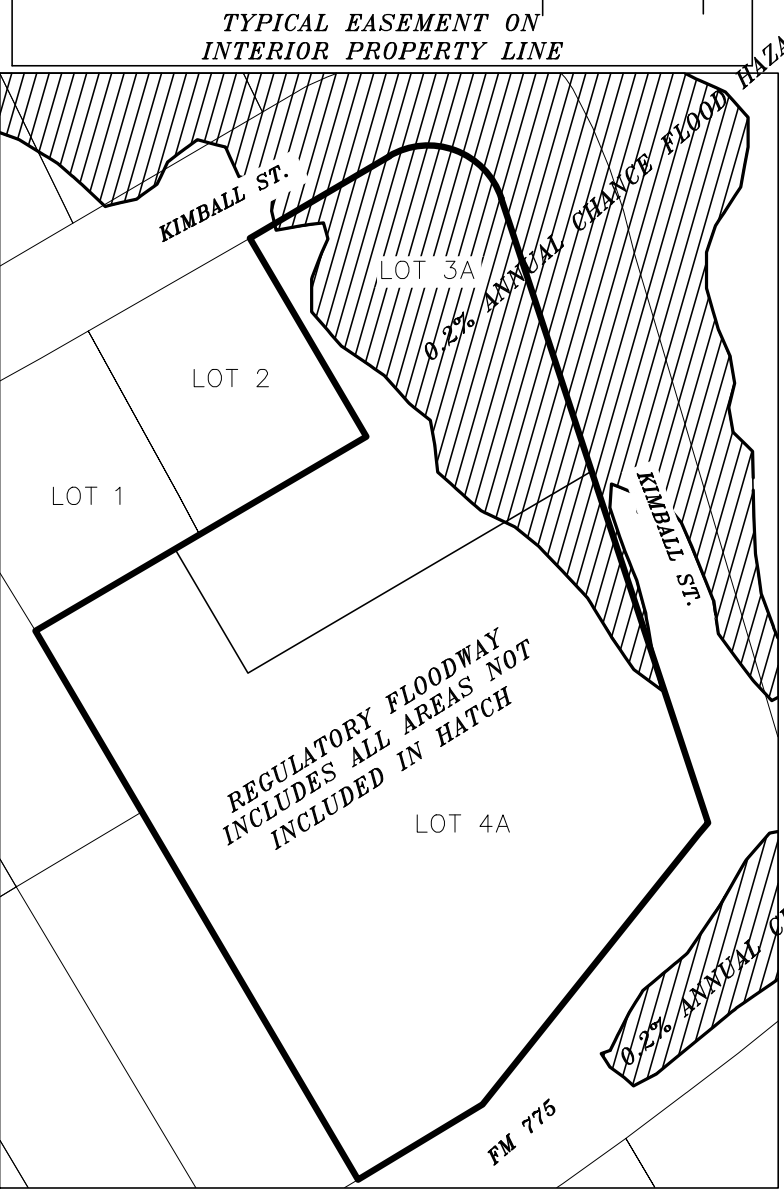 TYPICAL EASEMENT ON
INTERIOR PROPERTY LINE
KIMBALL ST.
0.2% ANNUAL CHANCE FLOOD
LOT 3A
LOT 2
LOT 1
KIMBALL ST.
REGULATORY FLOODWAY
INCLUDES ALL AREAS NOT
INCLUDED IN HATCH
LOT 4A
0.2% ANNUAL
FM 775